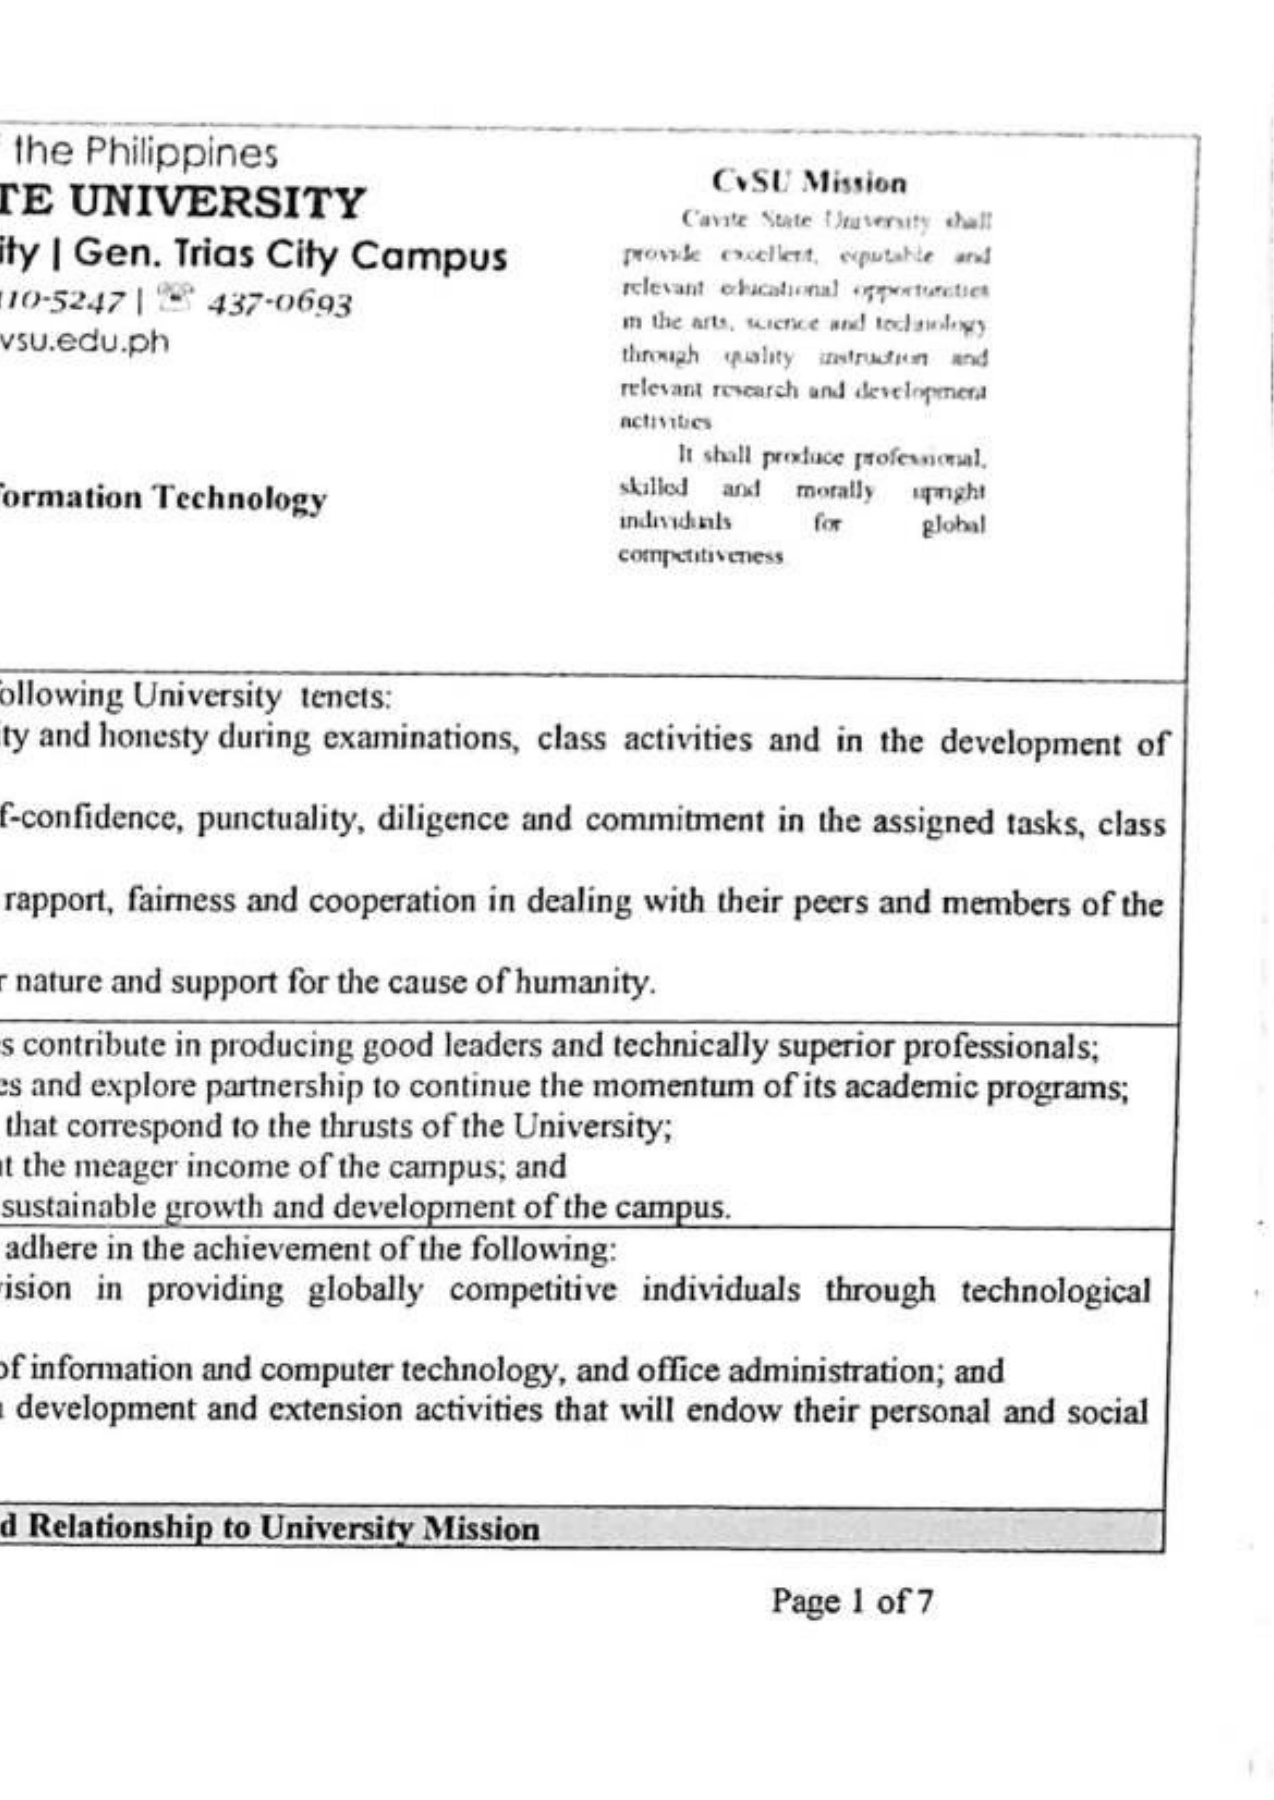 the Philippines
TE UNIVERSITY
ity | Gen. Trias City Campus
110-5247 | ☏ 437-0693
vsu.edu.ph
formation Technology
CvSU Mission
Cavite State University shall
provide excellent, equitable and
relevant educational opportunities
in the arts, science and technology
through quality instruction and
relevant research and development
activities
It shall produce professional,
skilled and morally upright
individuals for global
competitiveness
ollowing University tenets:
ty and honesty during examinations, class activities and in the development of
f-confidence, punctuality, diligence and commitment in the assigned tasks, class
rapport, fairness and cooperation in dealing with their peers and members of the
r nature and support for the cause of humanity.
s contribute in producing good leaders and technically superior professionals;
es and explore partnership to continue the momentum of its academic programs;
that correspond to the thrusts of the University;
t the meager income of the campus; and
sustainable growth and development of the campus.
adhere in the achievement of the following:
ision in providing globally competitive individuals through technological
of information and computer technology, and office administration; and
development and extension activities that will endow their personal and social
d Relationship to University Mission
Page 1 of 7